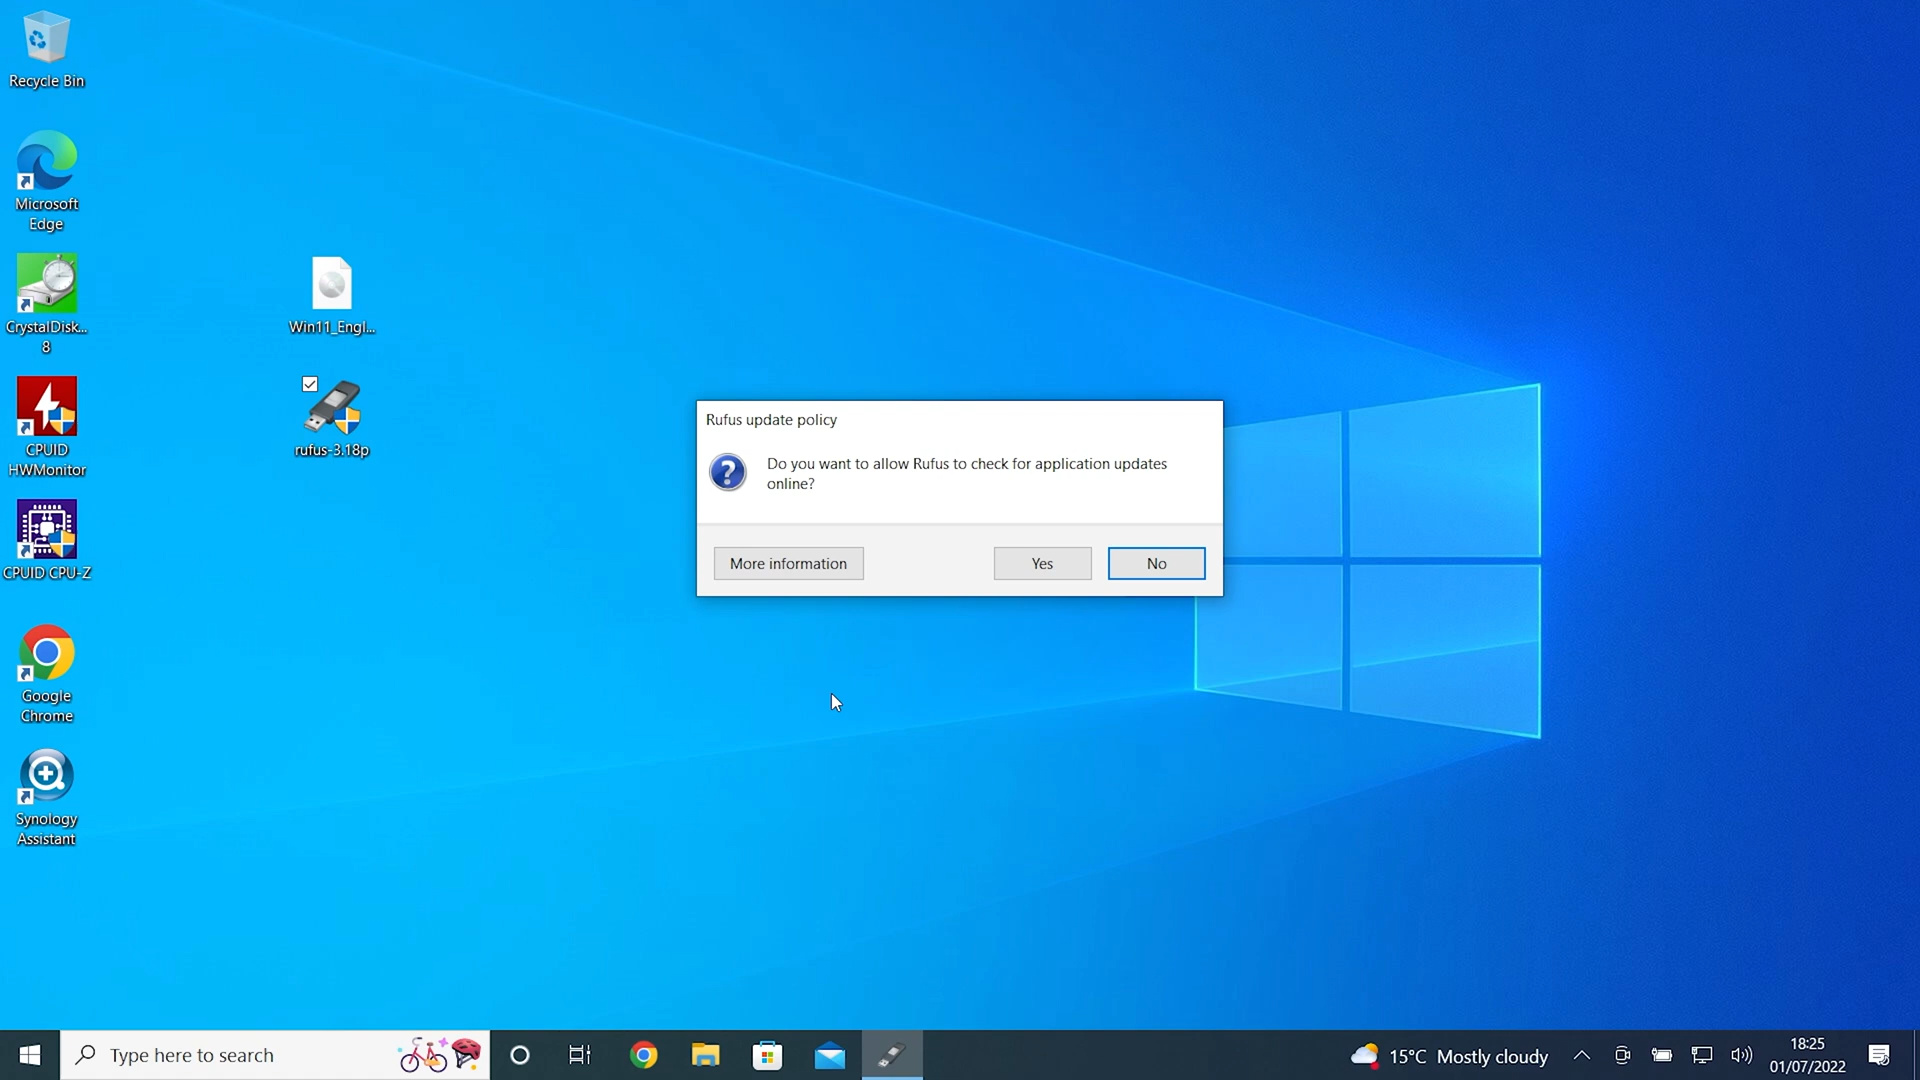 Recycle Bin
Microsoft
Edge
CrystalDisk...
8
CPUID
HWMonitor
CPUID CPU-Z
Google
Chrome
Synology
Assistant
Win11_Engl...
rufus-3.18p
Rufus update policy
Do you want to allow Rufus to check for application updates
online?
More information
Yes
No
Type here to search
15°C Mostly cloudy
18:25
01/07/2022